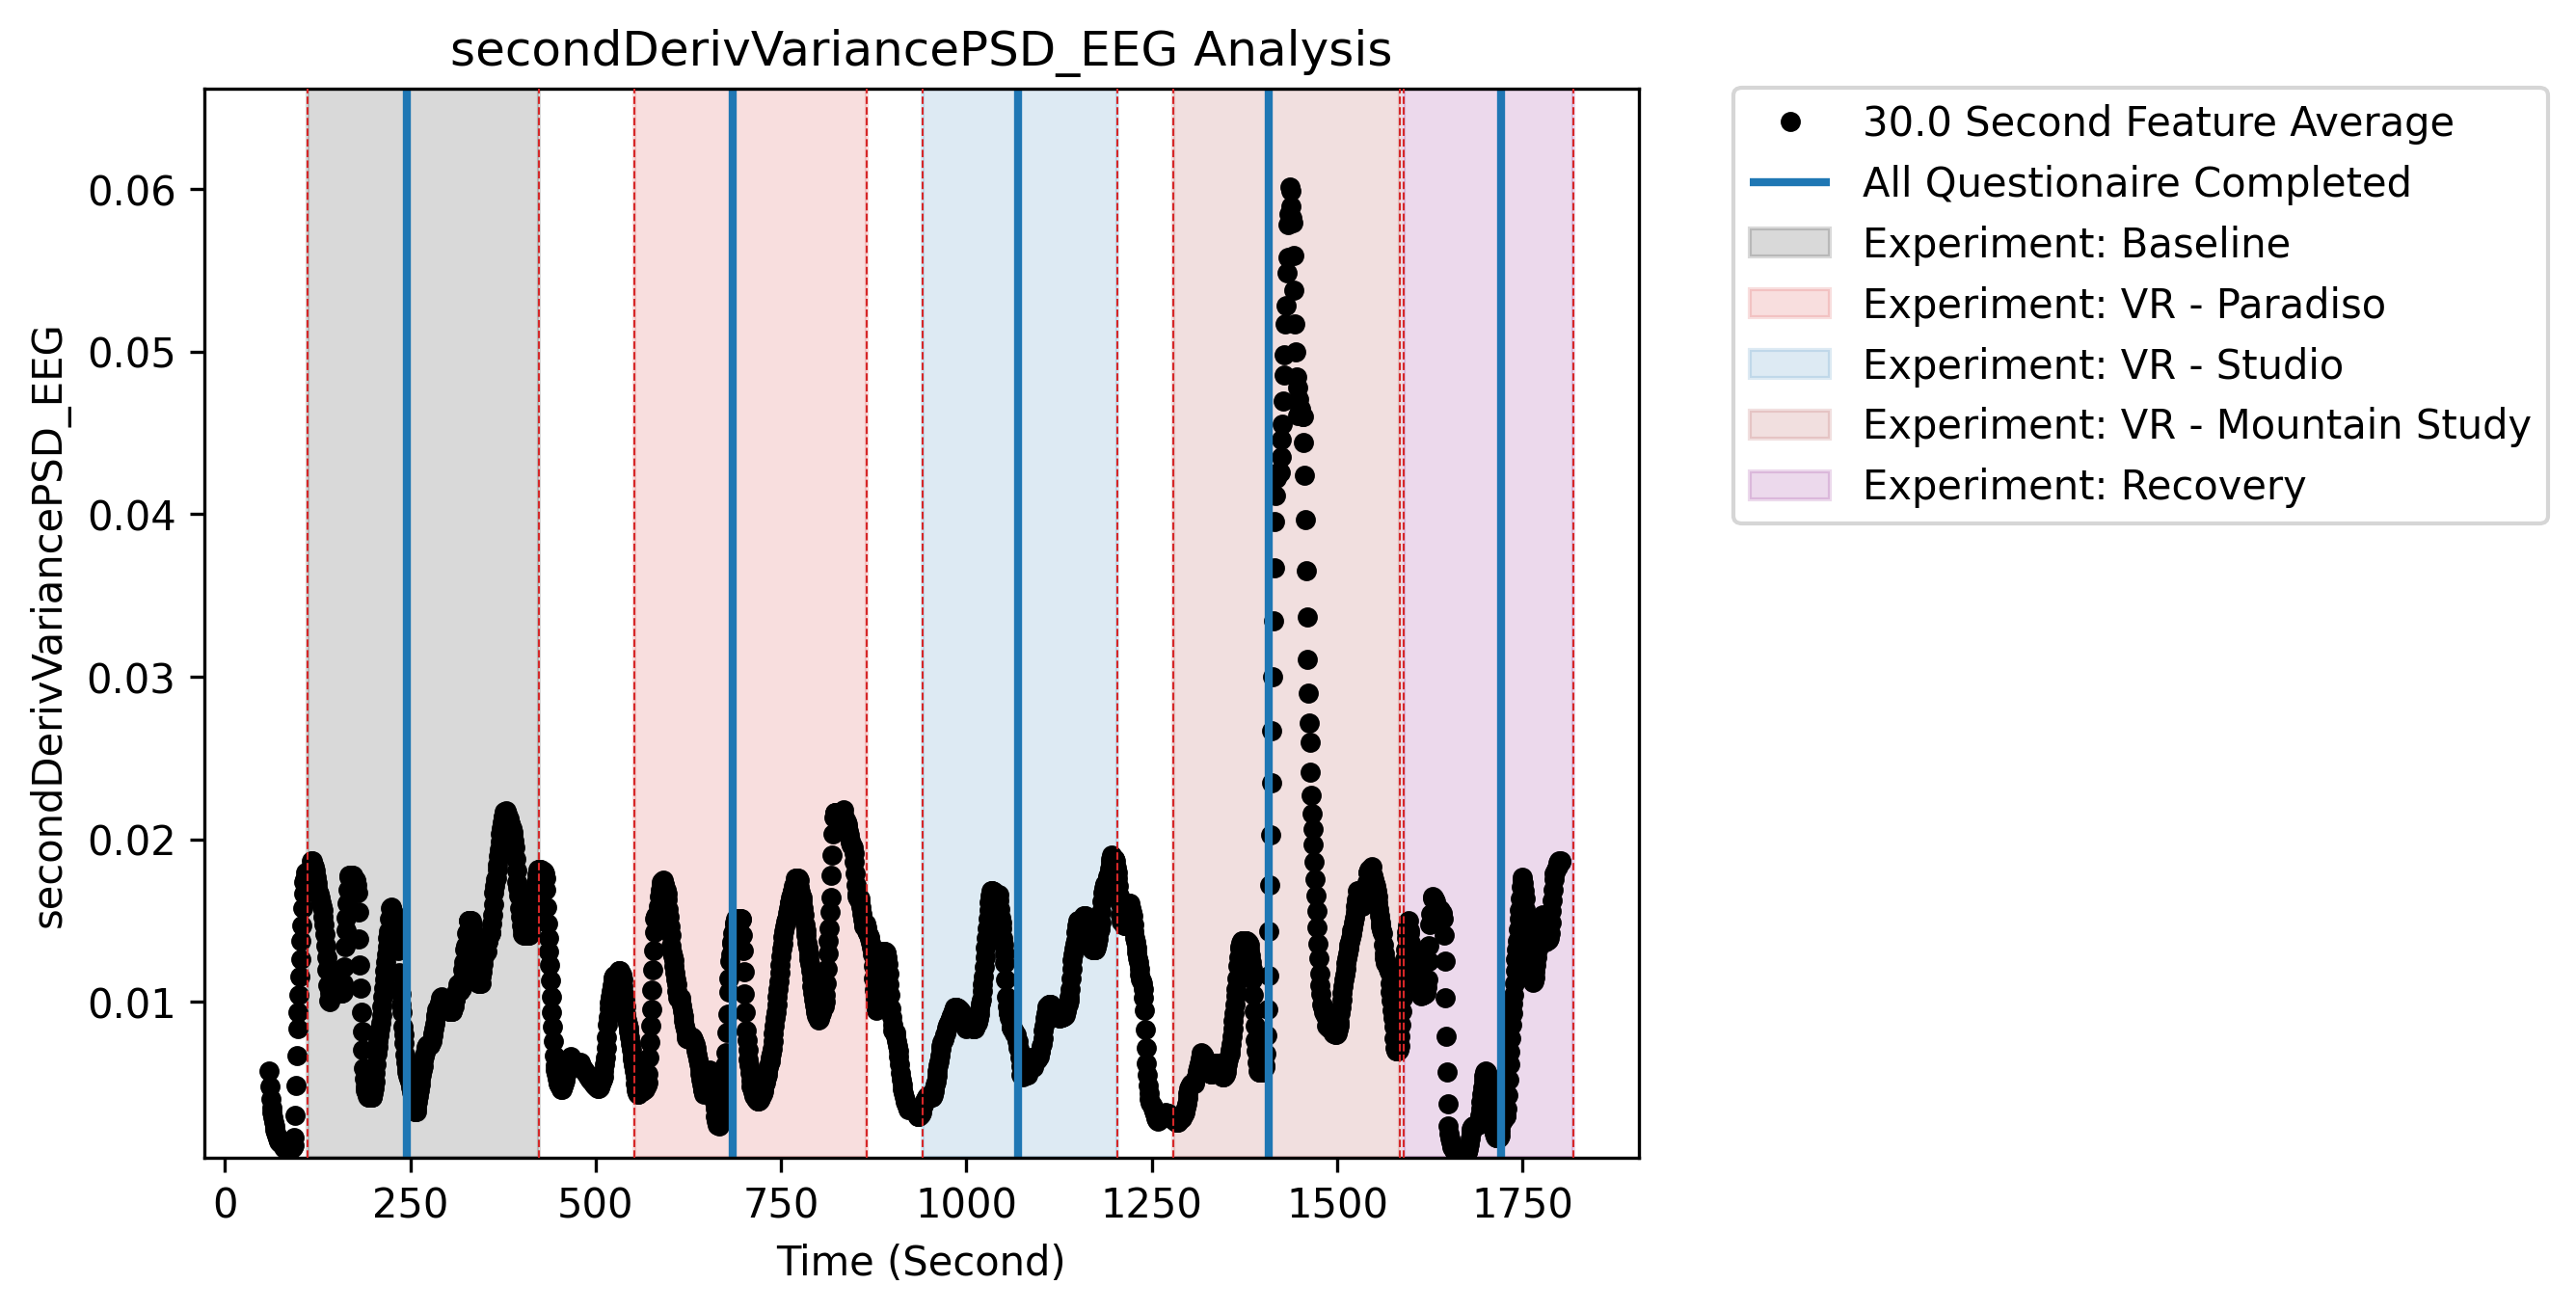 secondDerivVariancePSD_EEG Analysis
secondDerivVariancePSD_EEG
0.06
0.05
0.04
0.03
0.02
0.01
0 250 500 750 1000 1250 1500 1750
Time (Second)
30.0 Second Feature Average
All Questionaire Completed
Experiment: Baseline
Experiment: VR - Paradiso
Experiment: VR - Studio
Experiment: VR - Mountain Study
Experiment: Recovery